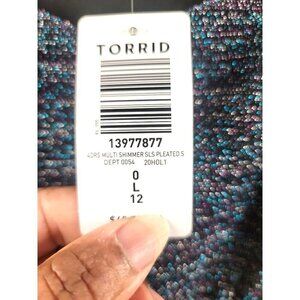 TORRID
13977877
4DRS MULTI SHIMMER SLS PLEATED S
DEPT 0054 20HOL1
0
L
12